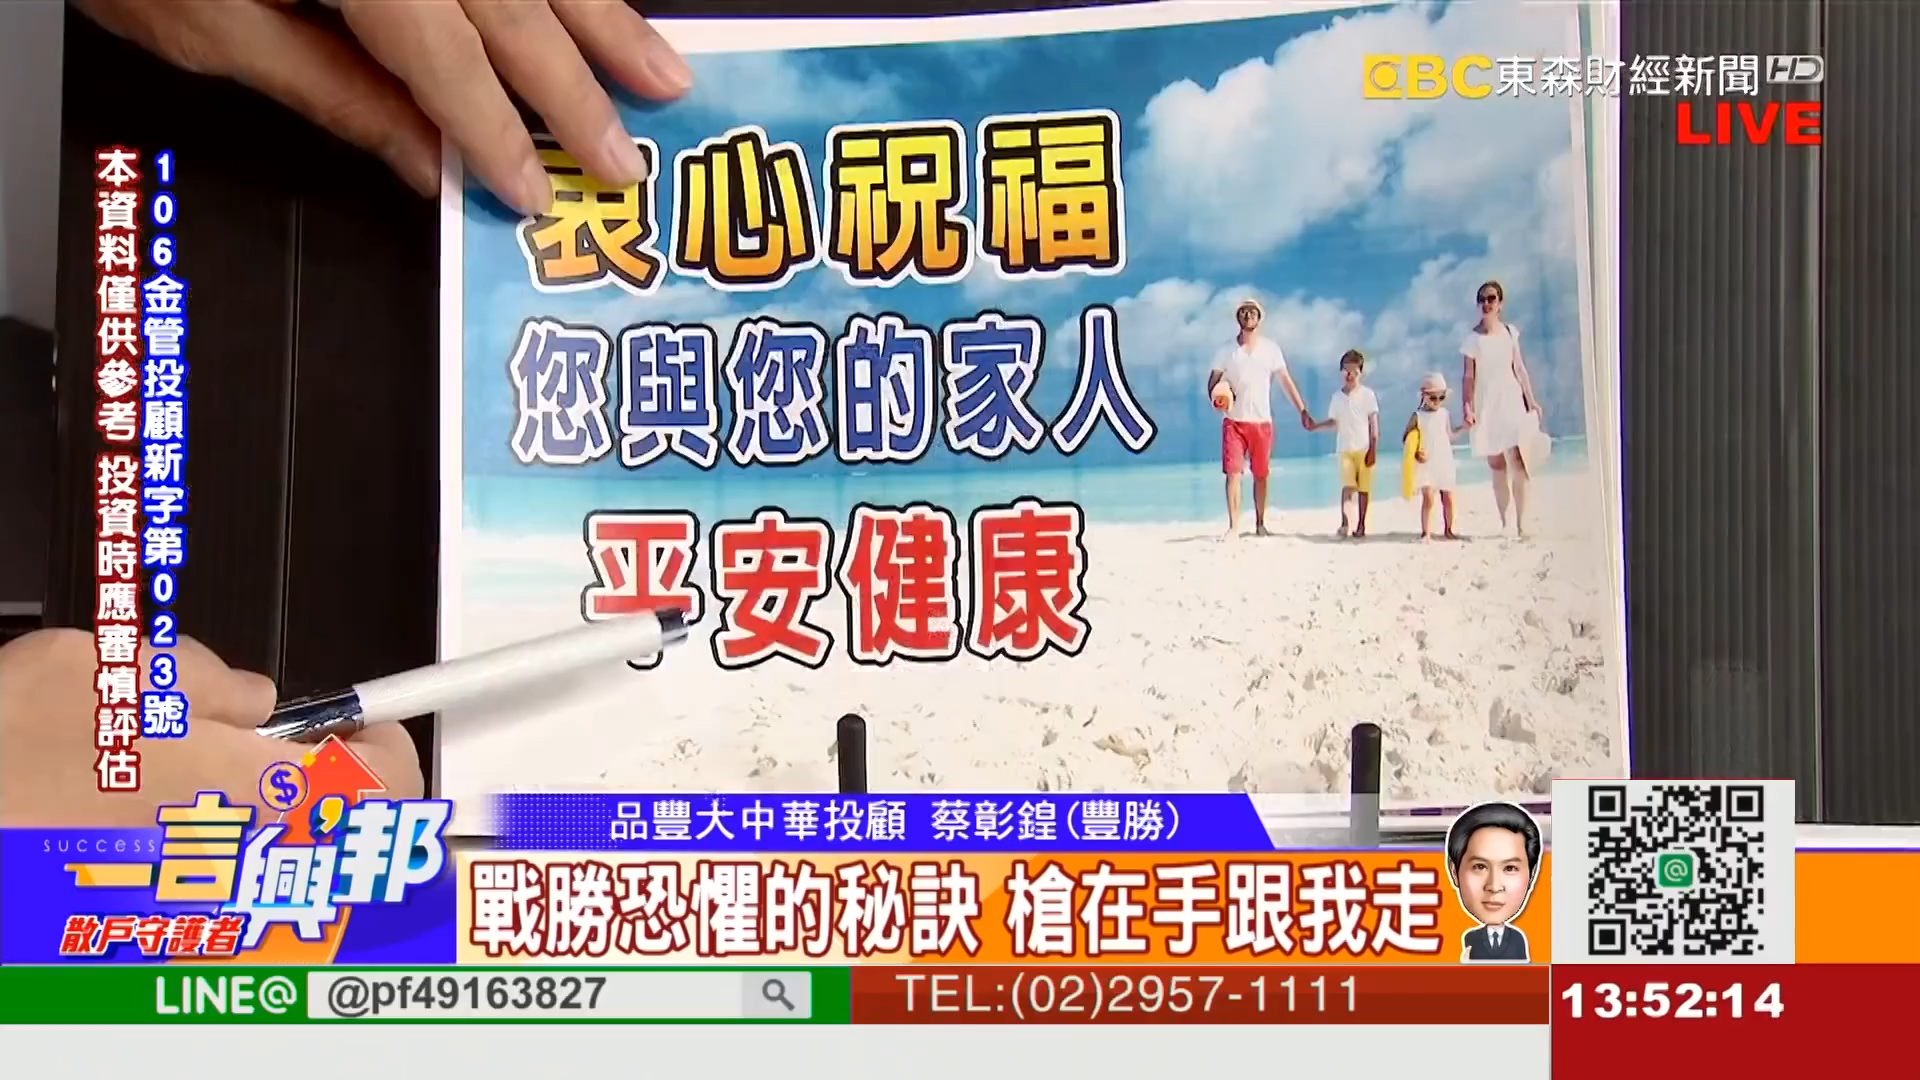 EBC東森財經新聞HD
LIVE
106金管投顧新字第023號
本資料僅供參考 投資時應審慎評估
衷心祝福
您與您的家人
平安健康
success
一言興邦
散戶守護者
品豐大中華投顧 蔡彰鍠(豐勝)
戰勝恐懼的秘訣 槍在手跟我走
LINE@ @pf49163827
TEL:(02)2957-1111
13:52:14